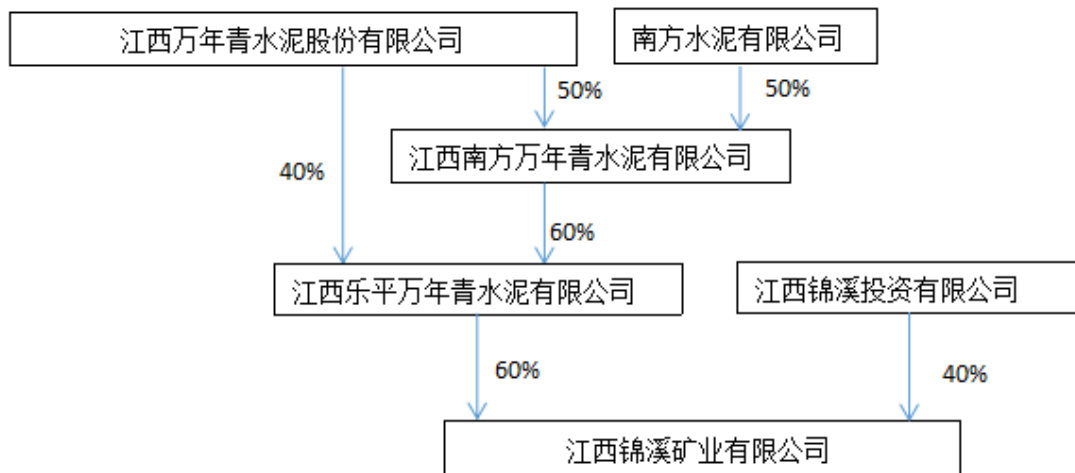 江西万年青水泥股份有限公司
南方水泥有限公司
50%
50%
江西南方万年青水泥有限公司
40%
60%
江西乐平万年青水泥有限公司
江西锦溪投资有限公司
60%
40%
江西锦溪矿业有限公司